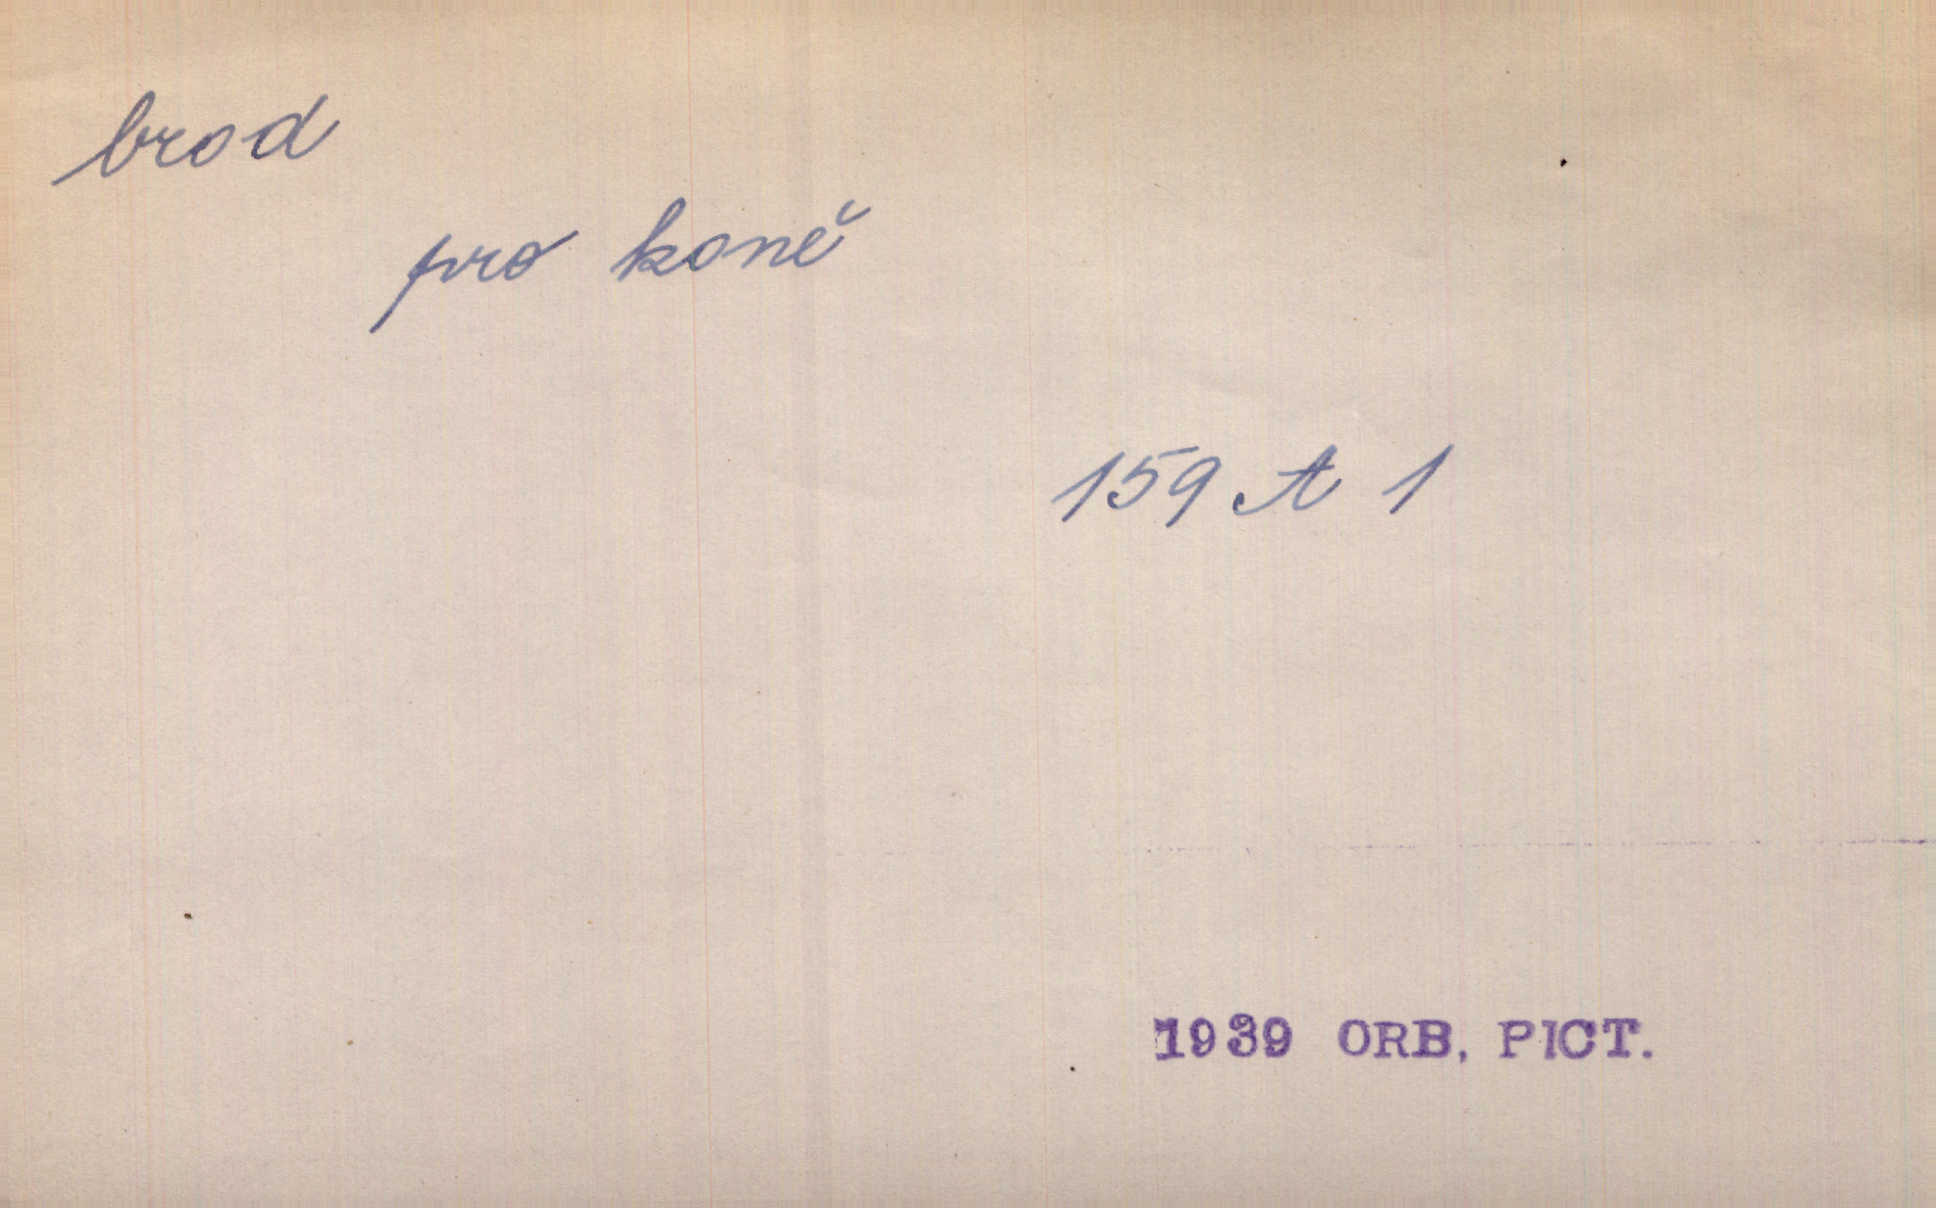 brod
pro koně
159 A 1
1939 ORB. PICT.